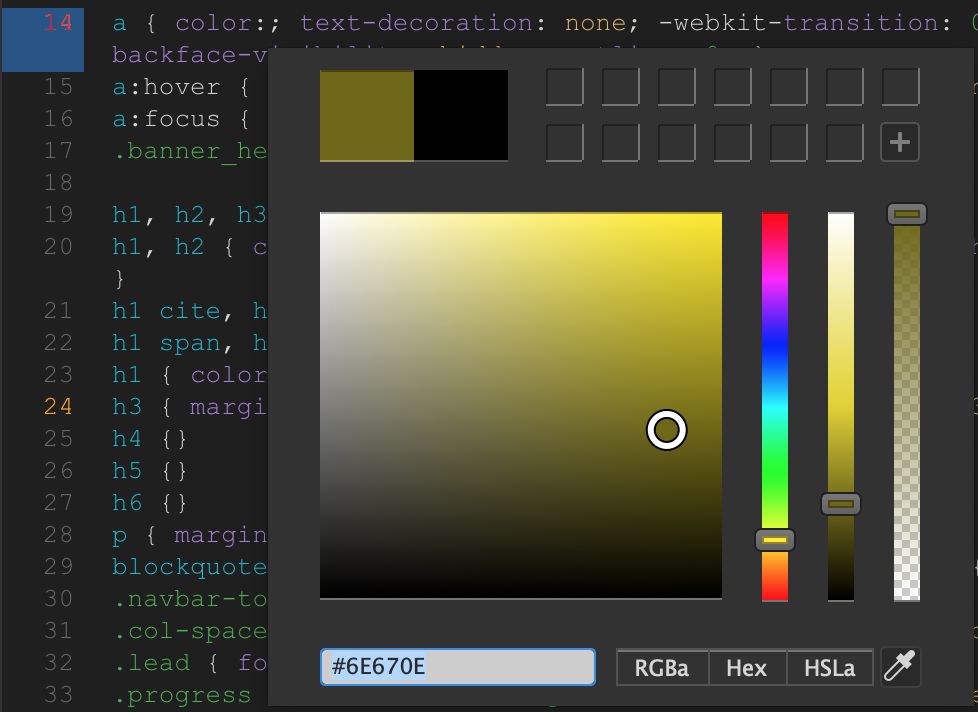 14 a { color:; text-decoration: none; -webkit-transition:
15 a:hover {
16 a:focus {
17 .banner_he
18
19 h1, h2, h3
20 h1, h2 { c
}
21 h1 cite, h
22 h1 span, h
23 h1 { color
24 h3 { margi
25 h4 {}
26 h5 {}
27 h6 {}
28 p { margin
29 blockquote
30 .navbar-to
31 .col-space
32 .lead { fo
33 .progress
#6E670E RGBa Hex HSLa